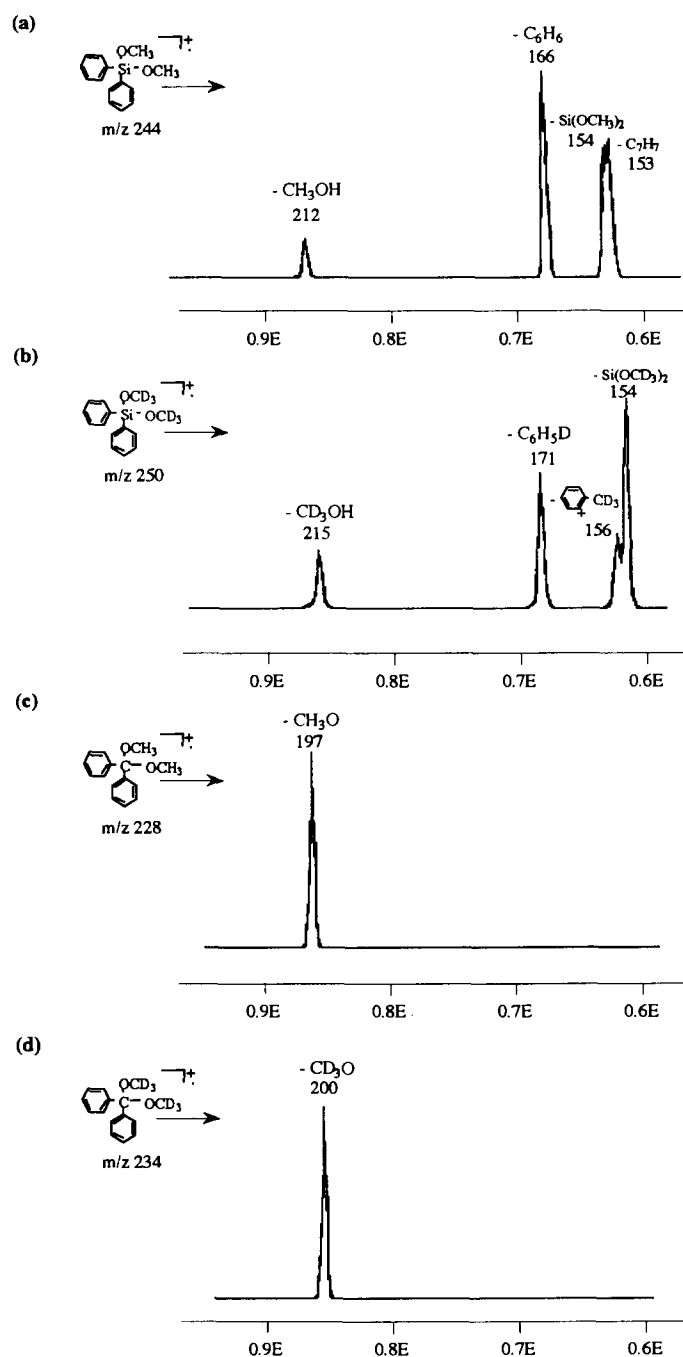 (a)
OCH₃
Si-OCH₃
m/z 244
- CH₃OH
212
- C₆H₆
166
- Si(OCH₃)₂
154
- C₇H₇
153
0.9E 0.8E 0.7E 0.6E
(b)
OCD₃
Si-OCD₃
m/z 250
- CD₃OH
215
- C₆H₅D
171
- CD₃
+
156
- Si(OCD₃)₂
154
0.9E 0.8E 0.7E 0.6E
(c)
OCH₃
C-OCH₃
m/z 228
- CH₃O
197
0.9E 0.8E 0.7E 0.6E
(d)
OCD₃
C-OCD₃
m/z 234
- CD₃O
200
0.9E 0.8E 0.7E 0.6E